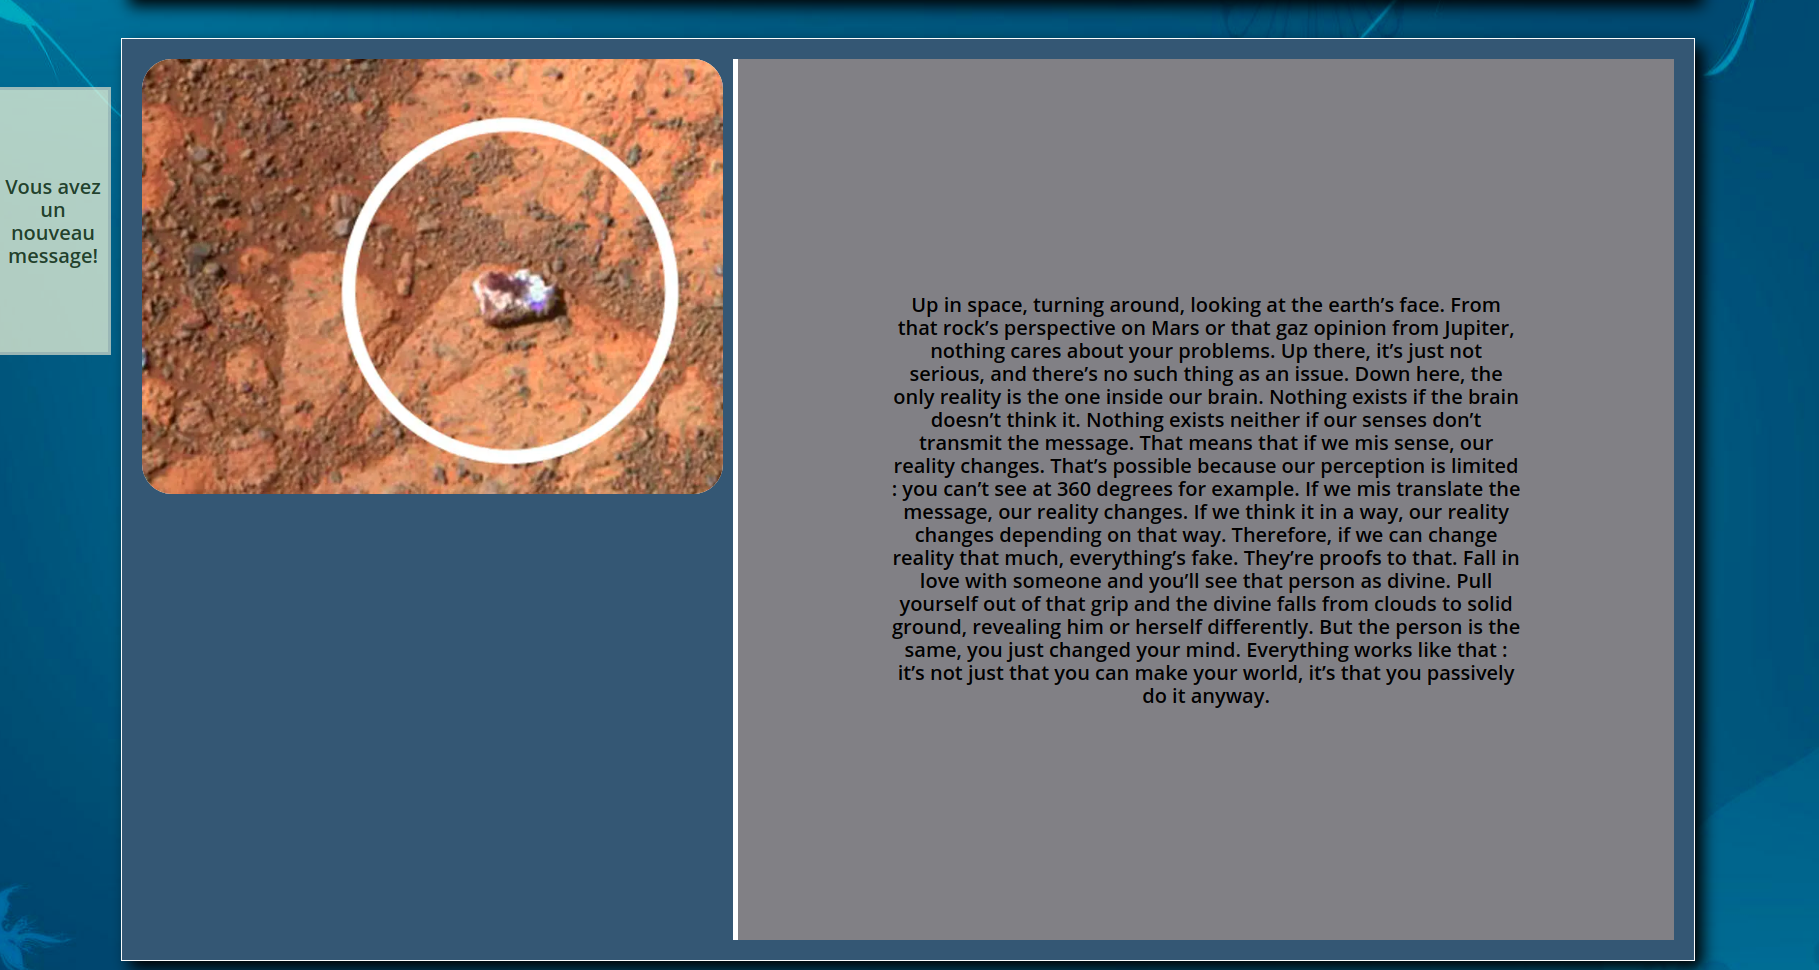 Vous avez
un
nouveau
message!
Up in space, turning around, looking at the earth’s face. From
that rock’s perspective on Mars or that gaz opinion from Jupiter,
nothing cares about your problems. Up there, it’s just not
serious, and there’s no such thing as an issue. Down here, the
only reality is the one inside our brain. Nothing exists if the brain
doesn’t think it. Nothing exists neither if our senses don’t
transmit the message. That means that if we mis sense, our
reality changes. That’s possible because our perception is limited
: you can’t see at 360 degrees for example. If we mis translate the
message, our reality changes. If we think it in a way, our reality
changes depending on that way. Therefore, if we can change
reality that much, everything’s fake. They’re proofs to that. Fall in
love with someone and you’ll see that person as divine. Pull
yourself out of that grip and the divine falls from clouds to solid
ground, revealing him or herself differently. But the person is the
same, you just changed your mind. Everything works like that :
it’s not just that you can make your world, it’s that you passively
do it anyway.